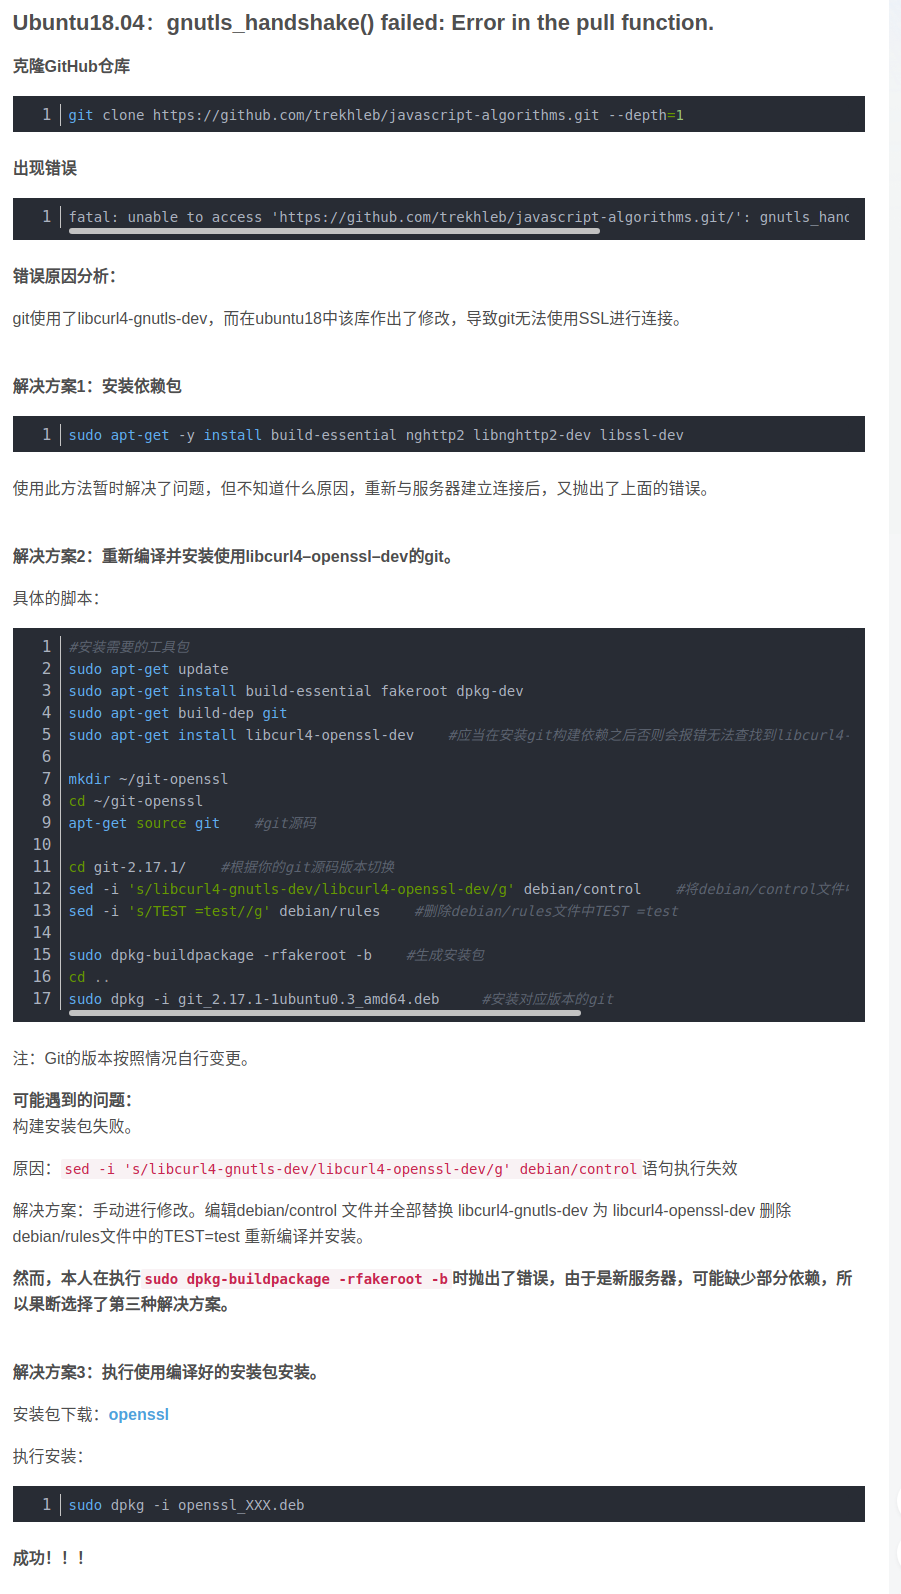 Ubuntu18.04：gnutls_handshake() failed: Error in the pull function.
克隆GitHub仓库
1 git clone https://github.com/trekhleb/javascript-algorithms.git --depth=1
出现错误
1 fatal: unable to access 'https://github.com/trekhleb/javascript-algorithms.git/': gnutls_hand
错误原因分析：
git使用了libcurl4-gnutls-dev，而在ubuntu18中该库作出了修改，导致git无法使用SSL进行连接。
解决方案1：安装依赖包
1 sudo apt-get -y install build-essential nghttp2 libnghttp2-dev libssl-dev
使用此方法暂时解决了问题，但不知道什么原因，重新与服务器建立连接后，又抛出了上面的错误。
解决方案2：重新编译并安装使用libcurl4–openssl–dev的git。
具体的脚本：
1 #安装需要的工具包
2 sudo apt-get update
3 sudo apt-get install build-essential fakeroot dpkg-dev
4 sudo apt-get build-dep git
5 sudo apt-get install libcurl4-openssl-dev    #应当在安装git构建依赖之后否则会报错无法查找到libcurl4-
6
7 mkdir ~/git-openssl
8 cd ~/git-openssl
9 apt-get source git    #git源码
10
11 cd git-2.17.1/    #根据你的git源码版本切换
12 sed -i 's/libcurl4-gnutls-dev/libcurl4-openssl-dev/g' debian/control    #将debian/control文件中
13 sed -i 's/TEST =test//g' debian/rules    #删除debian/rules文件中TEST =test
14
15 sudo dpkg-buildpackage -rfakeroot -b    #生成安装包
16 cd ..
17 sudo dpkg -i git_2.17.1-1ubuntu0.3_amd64.deb     #安装对应版本的git
注：Git的版本按照情况自行变更。
可能遇到的问题：
构建安装包失败。
原因：sed -i 's/libcurl4-gnutls-dev/libcurl4-openssl-dev/g' debian/control语句执行失效
解决方案：手动进行修改。编辑debian/control 文件并全部替换 libcurl4-gnutls-dev 为 libcurl4-openssl-dev 删除
debian/rules文件中的TEST=test 重新编译并安装。
然而，本人在执行sudo dpkg-buildpackage -rfakeroot -b时抛出了错误，由于是新服务器，可能缺少部分依赖，所
以果断选择了第三种解决方案。
解决方案3：执行使用编译好的安装包安装。
安装包下载：openssl
执行安装：
1 sudo dpkg -i openssl_XXX.deb
成功！！！